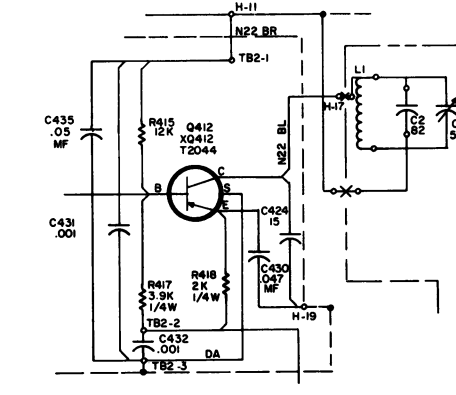 H-11
N22 BR
TB2-1
L1
C435
.05
MF
R415
12K
Q412
XQ412
T2044
N22 BL
H-17
C2
82
C
5
C
B
S
E
C431
.001
C424
15
C430
.047
MF
R417
3.9K
1/4W
R418
2K
1/4W
H-19
TB2-2
C432
.001
DA
TB2-3